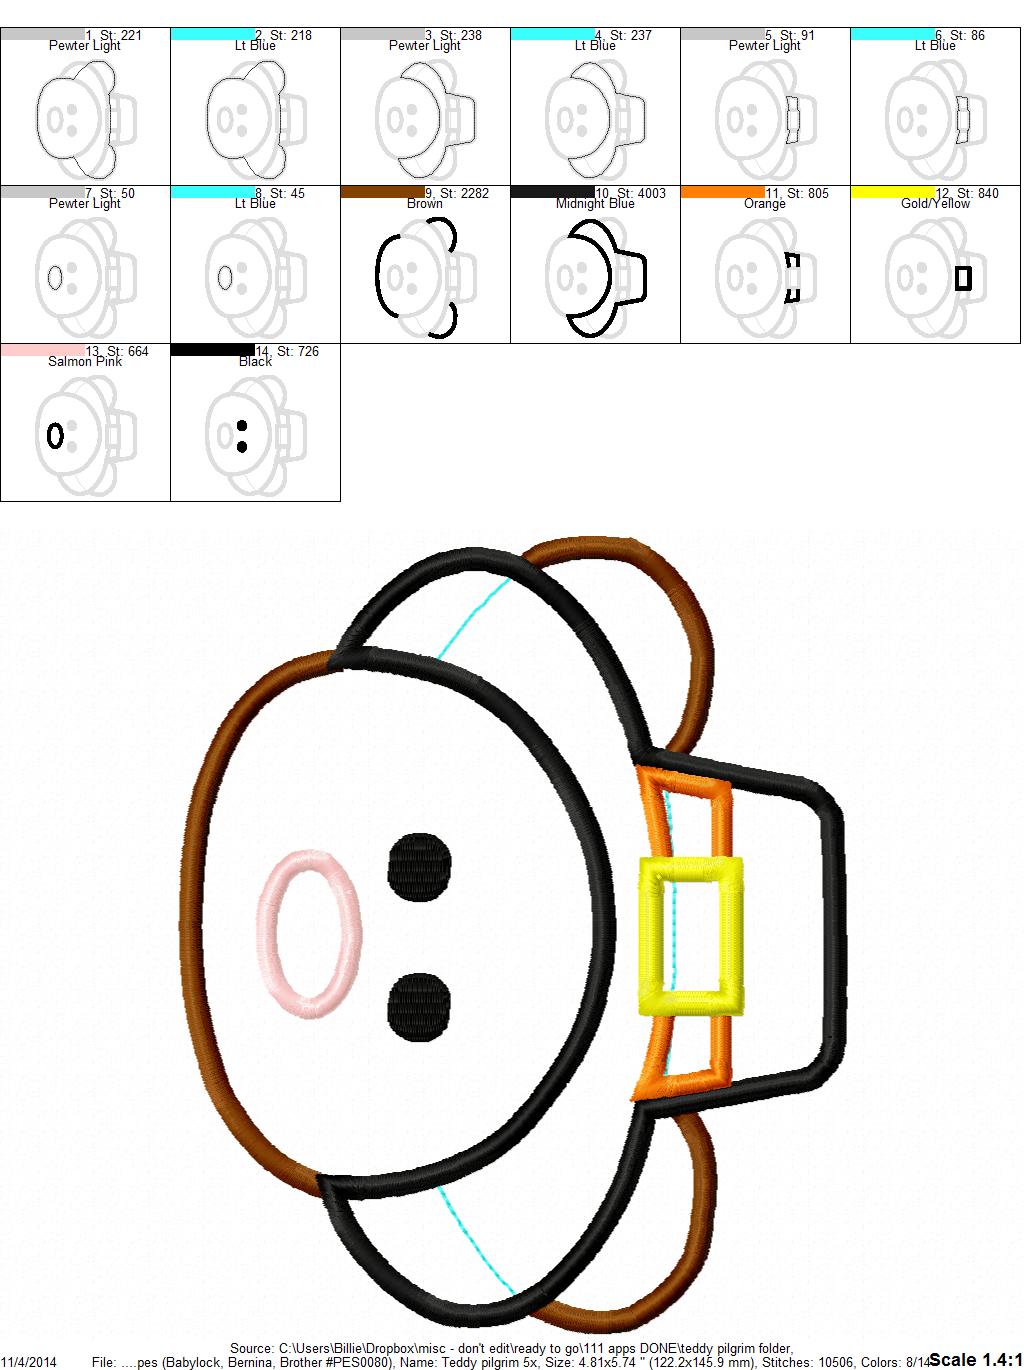 1, St: 221
Pewter Light
2, St: 218
Lt Blue
3, St: 238
Pewter Light
4, St: 237
Lt Blue
5, St: 91
Pewter Light
6, St: 86
Lt Blue
7, St: 50
Pewter Light
8, St: 45
Lt Blue
9, St: 2282
Brown
10, St: 4003
Midnight Blue
11, St: 805
Orange
12, St: 840
Gold/Yellow
13, St: 664
Salmon Pink
14, St: 726
Black
Source: C:\Users\Billie\Dropbox\misc - don't edit\ready to go\111 apps DONE\teddy pilgrim folder,
11/4/2014 File: ....pes (Babylock, Bernina, Brother #PES0080), Name: Teddy pilgrim 5x, Size: 4.81x5.74 " (122.2x145.9 mm), Stitches: 10506, Colors: 8/14 Scale 1.4:1